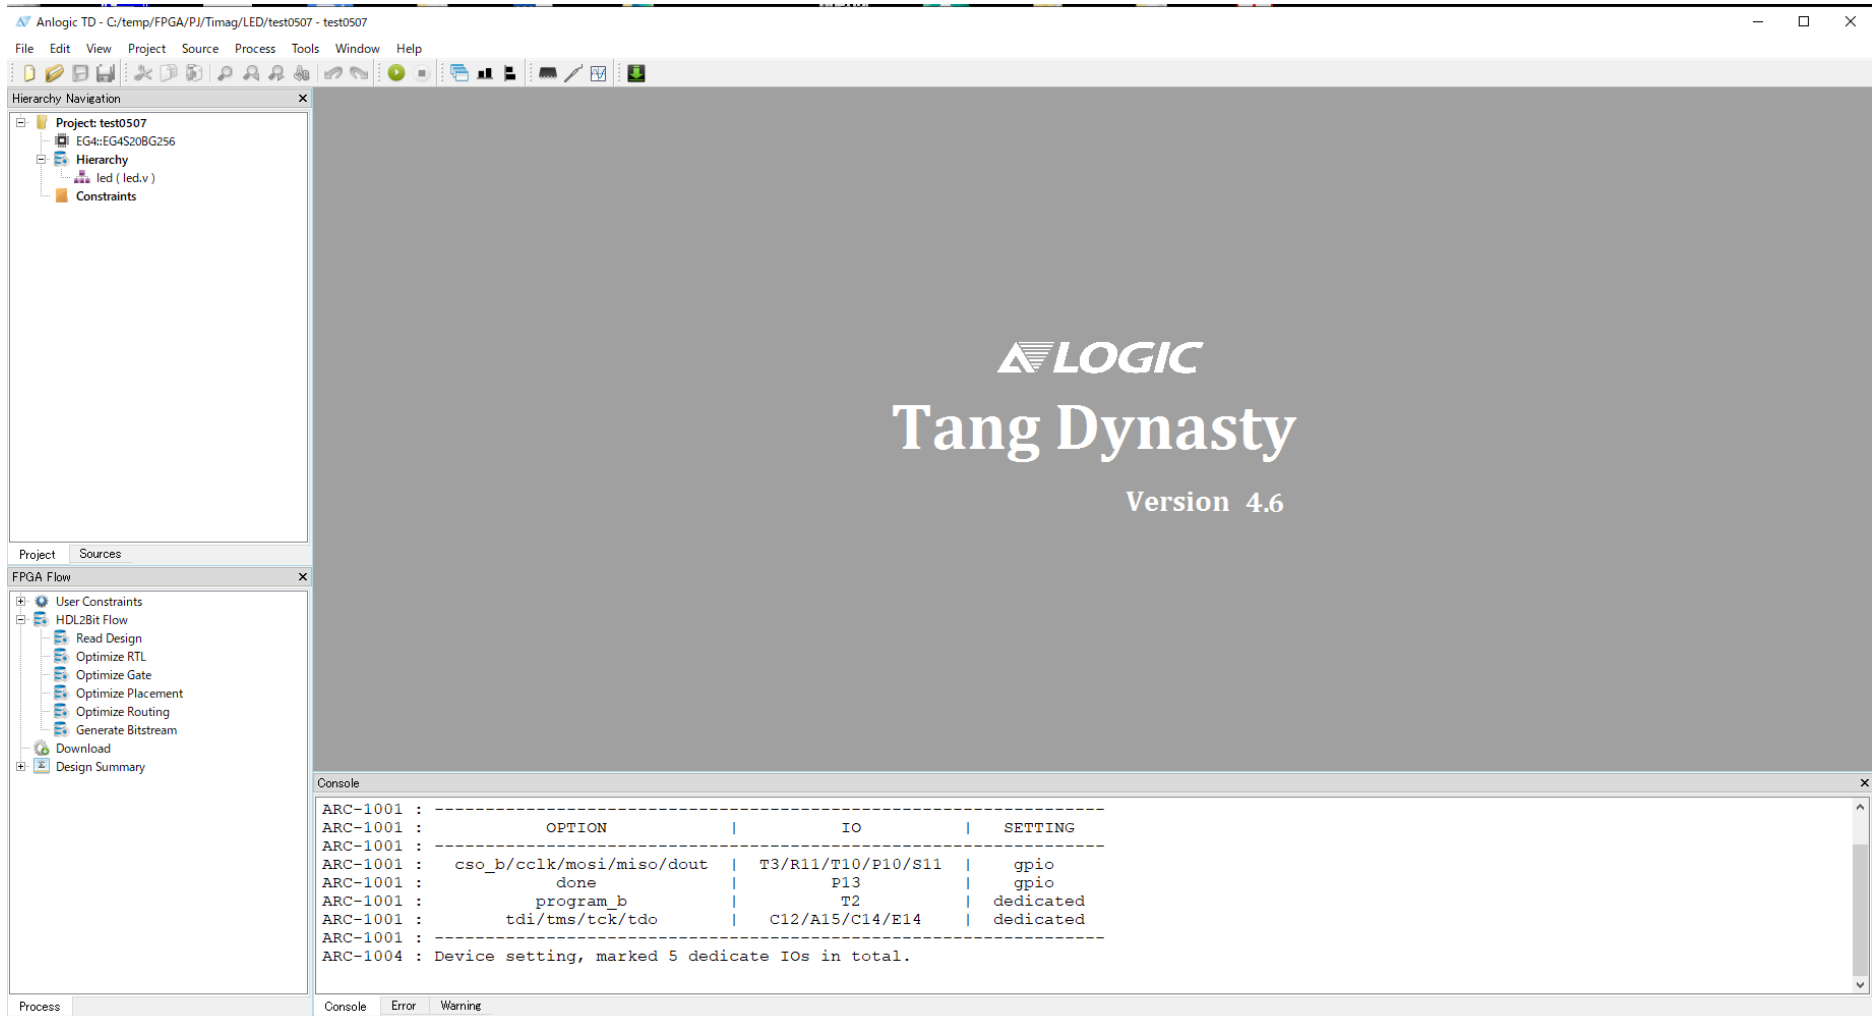 Anlogic TD - C:/temp/FPGA/PJ/Timag/LED/test0507 - test0507
File Edit View Project Source Process Tools Window Help
Hierarchy Navigation
Project: test0507
EG4::EG4S20BG256
Hierarchy
led ( led.v )
Constraints
Project Sources
FPGA Flow
User Constraints
HDL2Bit Flow
Read Design
Optimize RTL
Optimize Gate
Optimize Placement
Optimize Routing
Generate Bitstream
Download
Design Summary
Process
LOGIC
Tang Dynasty
Version 4.6
Console
ARC-1001 : ------------------------------------------------------------------
ARC-1001 : OPTION | IO | SETTING
ARC-1001 : ------------------------------------------------------------------
ARC-1001 : cso_b/cclk/mosi/miso/dout | T3/R11/T10/P10/S11 | gpio
ARC-1001 : done | P13 | gpio
ARC-1001 : program_b | T2 | dedicated
ARC-1001 : tdi/tms/tck/tdo | C12/A15/C14/E14 | dedicated
ARC-1001 : ------------------------------------------------------------------
ARC-1004 : Device setting, marked 5 dedicate IOs in total.
Console Error Warning